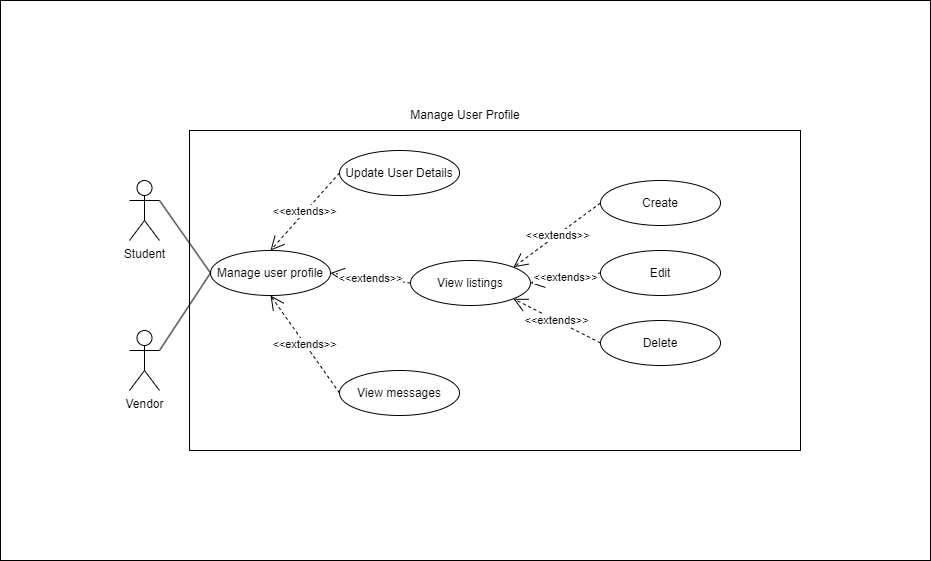 Manage User Profile
Update User Details
Create
<<extends>>
<<extends>>
Student
Manage user profile
<<extends>>
View listings
<<extends>>
Edit
<<extends>>
Delete
<<extends>>
View messages
Vendor